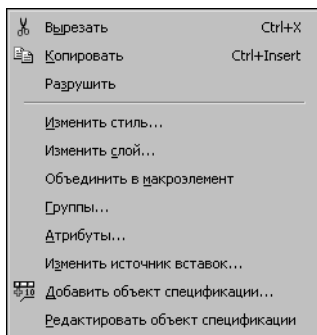 Вырезать Ctrl+X
Копировать Ctrl+Insert
Разрушить
Изменить стиль...
Изменить слой...
Объединить в макроэлемент
Группы...
Атрибуты...
Изменить источник вставок...
Добавить объект спецификации...
Редактировать объект спецификации